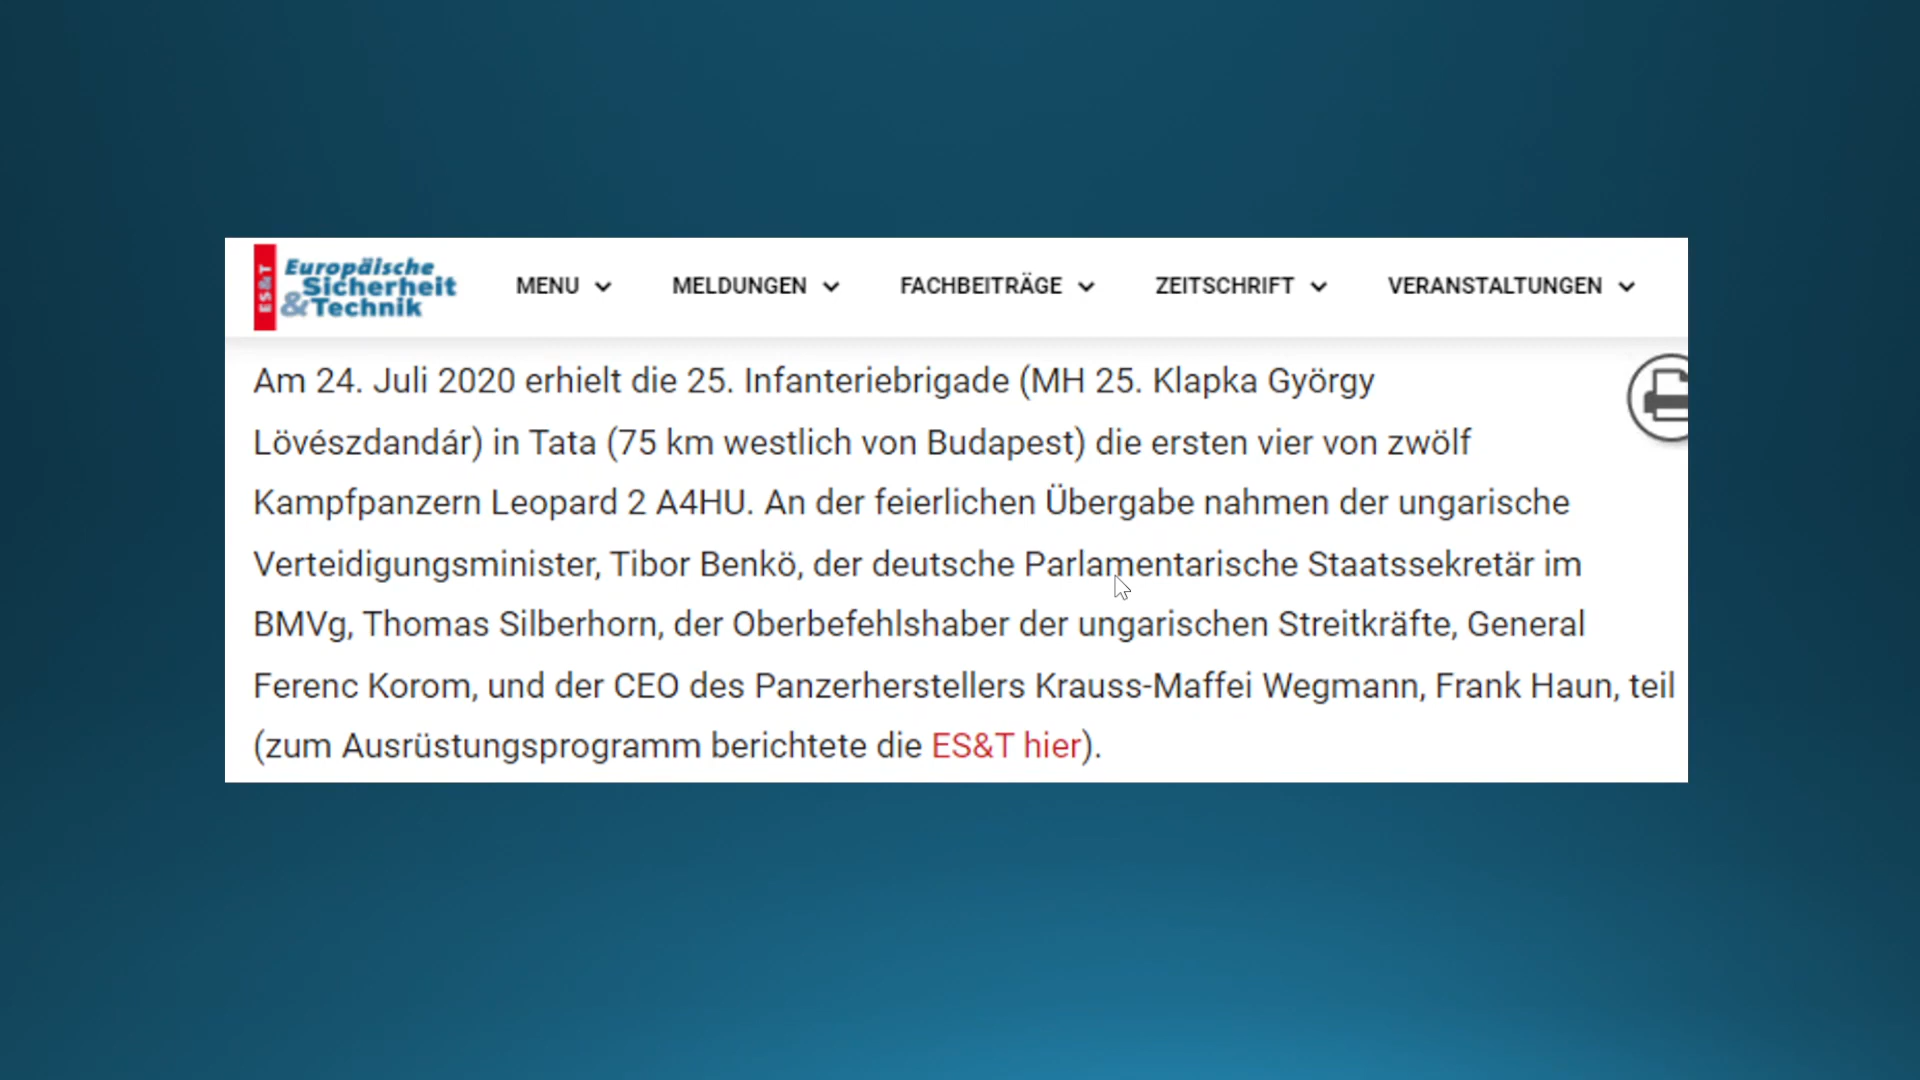 ES&T
Europäische
Sicherheit
&Technik
MENU
MELDUNGEN
FACHBEITRÄGE
ZEITSCHRIFT
VERANSTALTUNGEN
Am 24. Juli 2020 erhielt die 25. Infanteriebrigade (MH 25. Klapka György
Lövészdandár) in Tata (75 km westlich von Budapest) die ersten vier von zwölf
Kampfpanzern Leopard 2 A4HU. An der feierlichen Übergabe nahmen der ungarische
Verteidigungsminister, Tibor Benkö, der deutsche Parlamentarische Staatssekretär im
BMVg, Thomas Silberhorn, der Oberbefehlshaber der ungarischen Streitkräfte, General
Ferenc Korom, und der CEO des Panzerherstellers Krauss-Maffei Wegmann, Frank Haun, teil
(zum Ausrüstungsprogramm berichtete die ES&T hier).